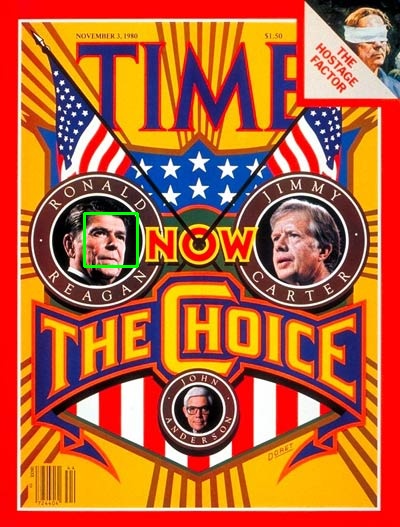 NOVEMBER 3, 1980 $1.50
TIME
THE
HOSTAGE
FACTOR
RONALD
REAGAN
JIMMY
CARTER
NOW
THE CHOICE
JOHN
ANDERSON
DORET